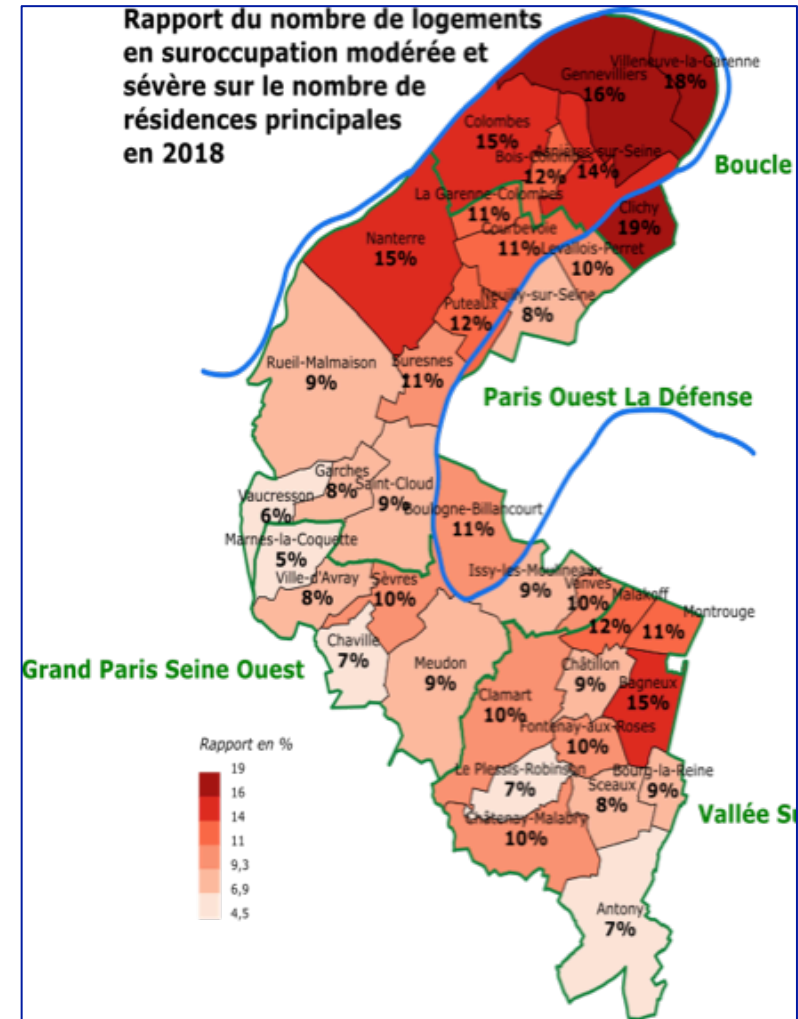 Rapport du nombre de logements
en suroccupation modérée et
sévère sur le nombre de
résidences principales
en 2018
Villeneuve-la-Garenne
18%
Gennevilliers
16%
Colombes
15%
Bois-Colombes
12%
Asnières-sur-Seine
14%
Boucle
La Garenne-Colombes
11%
Clichy
19%
Courbevoie
11%
Nanterre
15%
Levallois-Perret
10%
Neuilly-sur-Seine
8%
Puteaux
12%
Rueil-Malmaison
9%
Suresnes
11%
Paris Ouest La Défense
Garches
8%
Saint-Cloud
9%
Vaucresson
6%
Boulogne-Billancourt
11%
Marnes-la-Coquette
5%
Ville-d'Avray
8%
Sèvres
10%
Issy-les-Moulineaux
9%
Vanves
10%
Malakoff
12%
Montrouge
11%
Chaville
7%
Grand Paris Seine Ouest
Meudon
9%
Châtillon
9%
Bagneux
15%
Clamart
10%
Fontenay-aux-Roses
10%
Le Plessis-Robinson
7%
Bourg-la-Reine
9%
Sceaux
8%
Vallée Su
Châtenay-Malabry
10%
Antony
7%
Rapport en %
19
16
14
11
9,3
6,9
4,5